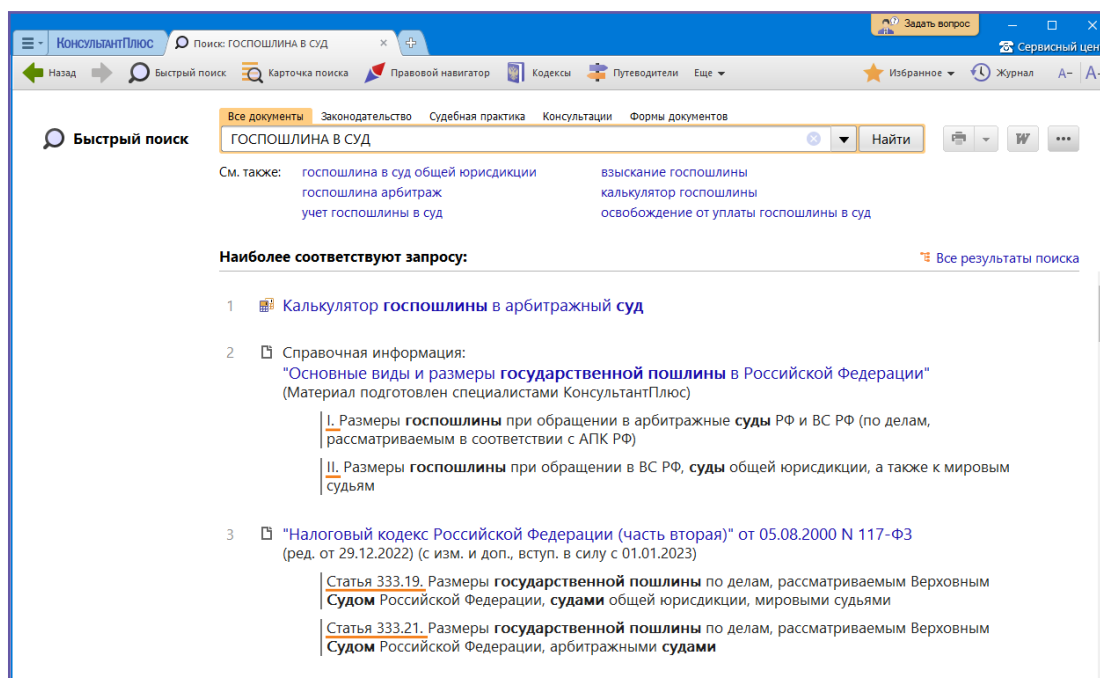 Задать вопрос
КонсультантПлюс
Поиск: ГОСПОШЛИНА В СУД
Сервисный цен
Назад Быстрый поиск Карточка поиска Правовой навигатор Кодексы Путеводители Еще Избранное Журнал A- A-
Все документы Законодательство Судебная практика Консультации Формы документов
Быстрый поиск ГОСПОШЛИНА В СУД Найти W
См. также: госпошлина в суд общей юрисдикции взыскание госпошлины
госпошлина арбитраж калькулятор госпошлины
учет госпошлины в суд освобождение от уплаты госпошлины в суд
Наиболее соответствуют запросу: Все результаты поиска
1 Калькулятор госпошлины в арбитражный суд
2 Справочная информация:
"Основные виды и размеры государственной пошлины в Российской Федерации"
(Материал подготовлен специалистами КонсультантПлюс)
I. Размеры госпошлины при обращении в арбитражные суды РФ и ВС РФ (по делам,
рассматриваемым в соответствии с АПК РФ)
II. Размеры госпошлины при обращении в ВС РФ, суды общей юрисдикции, а также к мировым
судьям
3 "Налоговый кодекс Российской Федерации (часть вторая)" от 05.08.2000 N 117-ФЗ
(ред. от 29.12.2022) (с изм. и доп., вступ. в силу с 01.01.2023)
Статья 333.19. Размеры государственной пошлины по делам, рассматриваемым Верховным
Судом Российской Федерации, судами общей юрисдикции, мировыми судьями
Статья 333.21. Размеры государственной пошлины по делам, рассматриваемым Верховным
Судом Российской Федерации, арбитражными судами